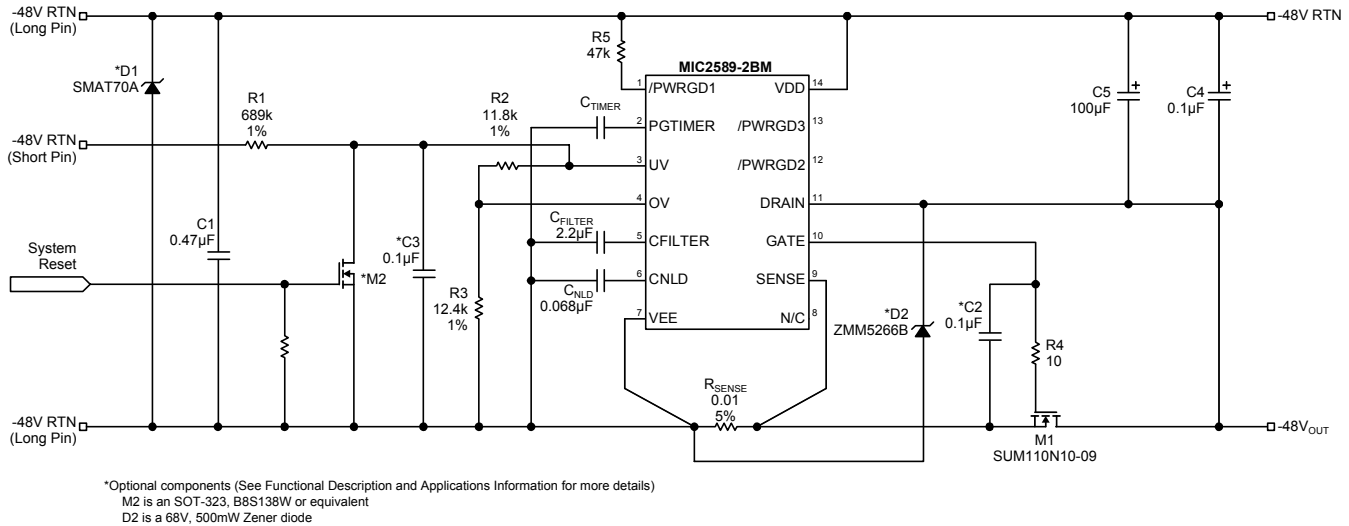 -48V RTN
(Long Pin)
-48V RTN
*D1
SMAT70A
R1
689k
1%
R2
11.8k
1%
R5
47k
MIC2589-2BM
1
/PWRGD1
VDD
14
C5
100µF
+
C4
0.1µF
+
CTIMER
2
PGTIMER
/PWRGD3
13
-48V RTN
(Short Pin)
3
UV
/PWRGD2
12
4
OV
DRAIN
11
C1
0.47µF
*C3
0.1µF
CFILTER
2.2µF
5
CFILTER
GATE
10
System
Reset
*M2
R3
12.4k
1%
CNLD
0.068µF
6
CNLD
SENSE
9
7
VEE
N/C
8
*D2
ZMM5266B
*C2
0.1µF
R4
10
RSENSE
0.01
5%
-48V RTN
(Long Pin)
M1
SUM110N10-09
-48VOUT
*Optional components (See Functional Description and Applications Information for more details)
M2 is an SOT-323, B8S138W or equivalent
D2 is a 68V, 500mW Zener diode